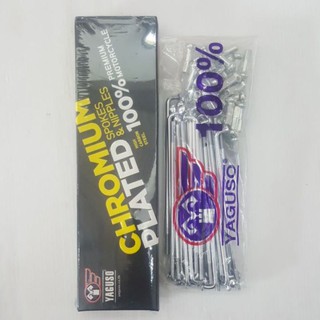 CHROMIUM
SPOKES
& NIPPLES
PLATED 100%
PREMIUM
MOTORCYCLE
YAGUSO
100%
YAGUSO®